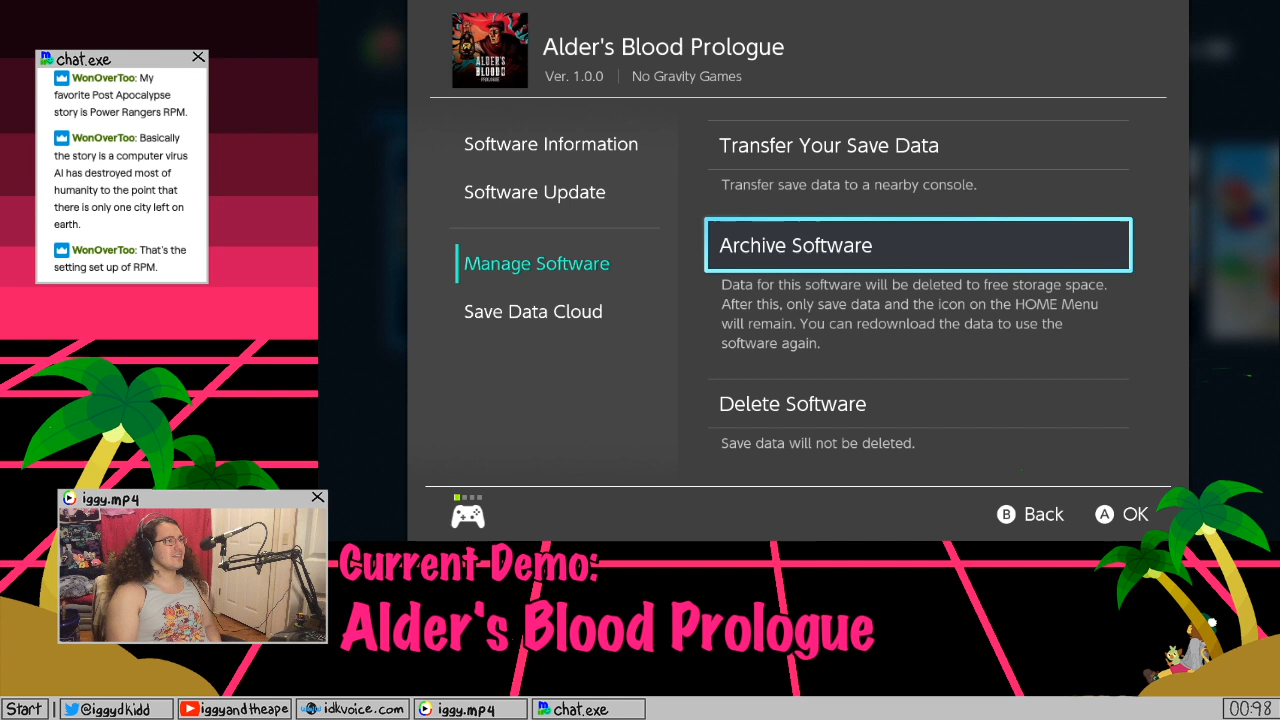 chat.exe
WonOverToo: My
favorite Post Apocalypse
story is Power Rangers RPM.
WonOverToo: Basically
the story is a computer virus
AI has destroyed most of
humanity to the point that
there is only one city left on
earth.
WonOverToo: That's the
setting set up of RPM.
ALDER'S
BLOOD
PROLOGUE
Alder's Blood Prologue
Ver. 1.0.0 | No Gravity Games
Software Information
Software Update
Manage Software
Save Data Cloud
Transfer Your Save Data
Transfer save data to a nearby console.
Archive Software
Data for this software will be deleted to free storage space.
After this, only save data and the icon on the HOME Menu
will remain. You can redownload the data to use the
software again.
Delete Software
Save data will not be deleted.
B Back
A OK
iggy.mp4
Current Demo:
Alder's Blood Prologue
Start | @iggydkidd iggyandtheape www idkvoice.com iggy.mp4 chat.exe 00:98